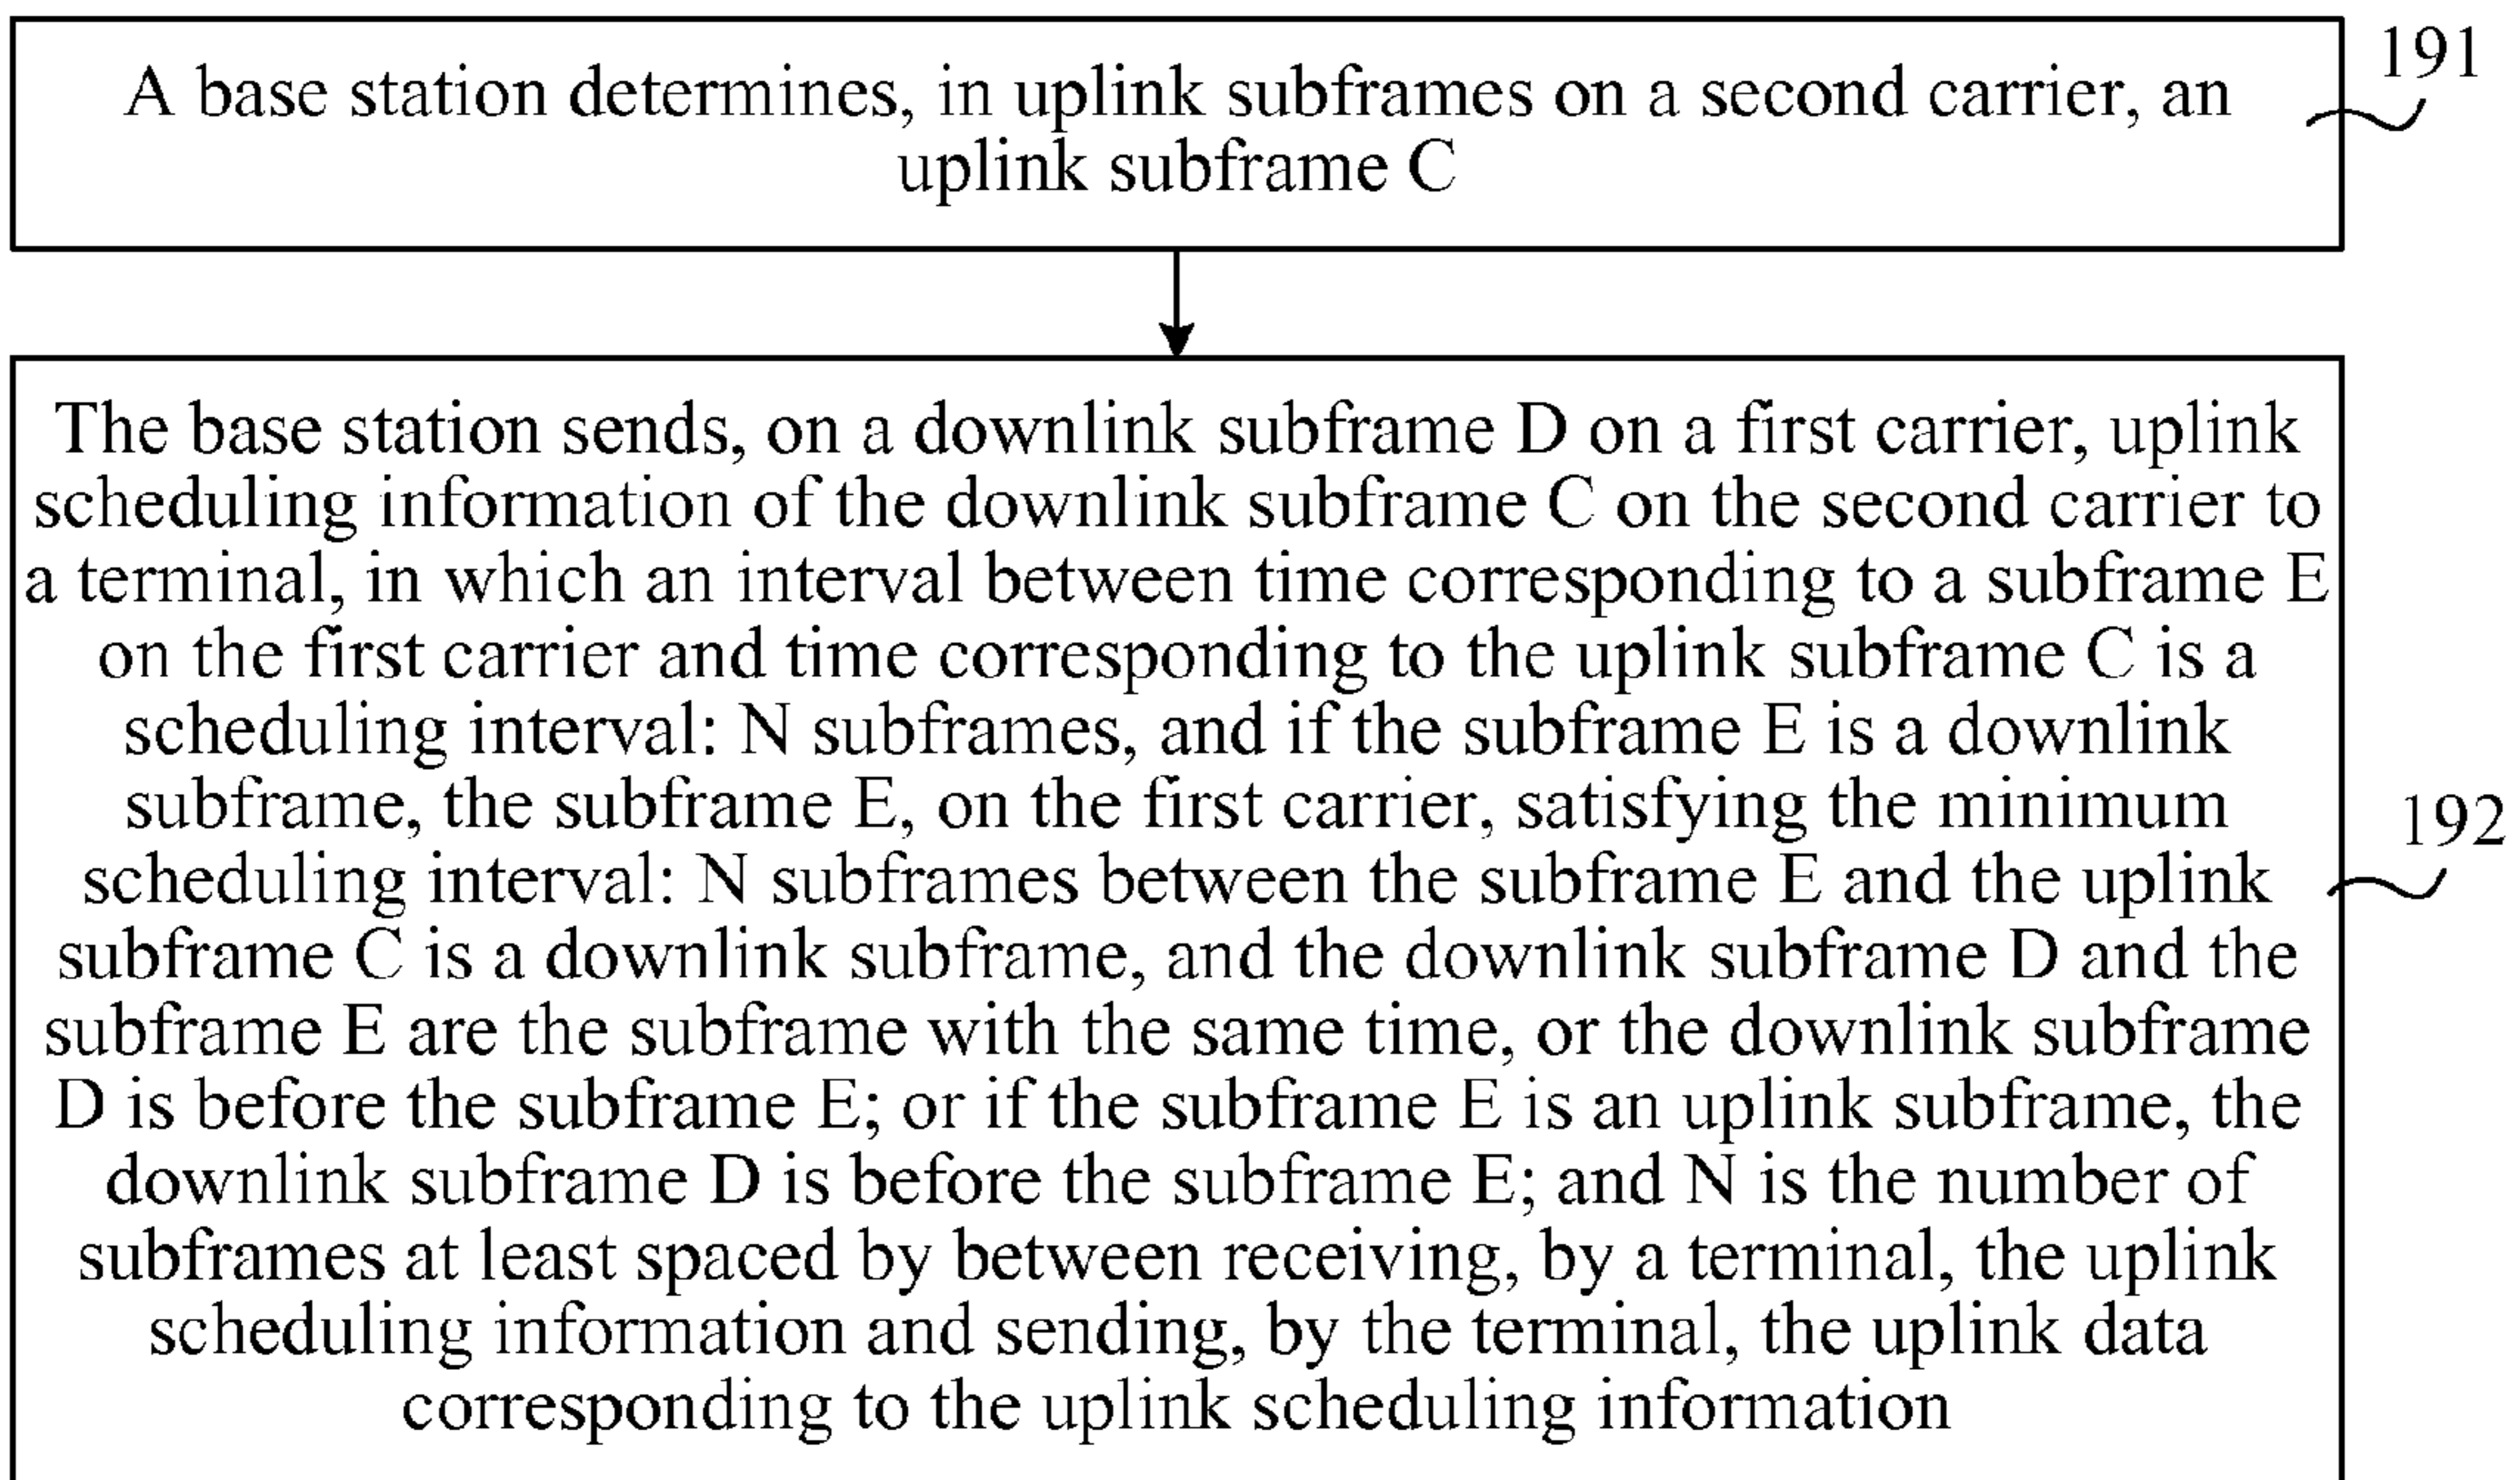 A base station determines, in uplink subframes on a second carrier, an
uplink subframe C
191
The base station sends, on a downlink subframe D on a first carrier, uplink
scheduling information of the downlink subframe C on the second carrier to
a terminal, in which an interval between time corresponding to a subframe E
on the first carrier and time corresponding to the uplink subframe C is a
scheduling interval: N subframes, and if the subframe E is a downlink
subframe, the subframe E, on the first carrier, satisfying the minimum
scheduling interval: N subframes between the subframe E and the uplink
subframe C is a downlink subframe, and the downlink subframe D and the
subframe E are the subframe with the same time, or the downlink subframe
D is before the subframe E; or if the subframe E is an uplink subframe, the
downlink subframe D is before the subframe E; and N is the number of
subframes at least spaced by between receiving, by a terminal, the uplink
scheduling information and sending, by the terminal, the uplink data
corresponding to the uplink scheduling information
192